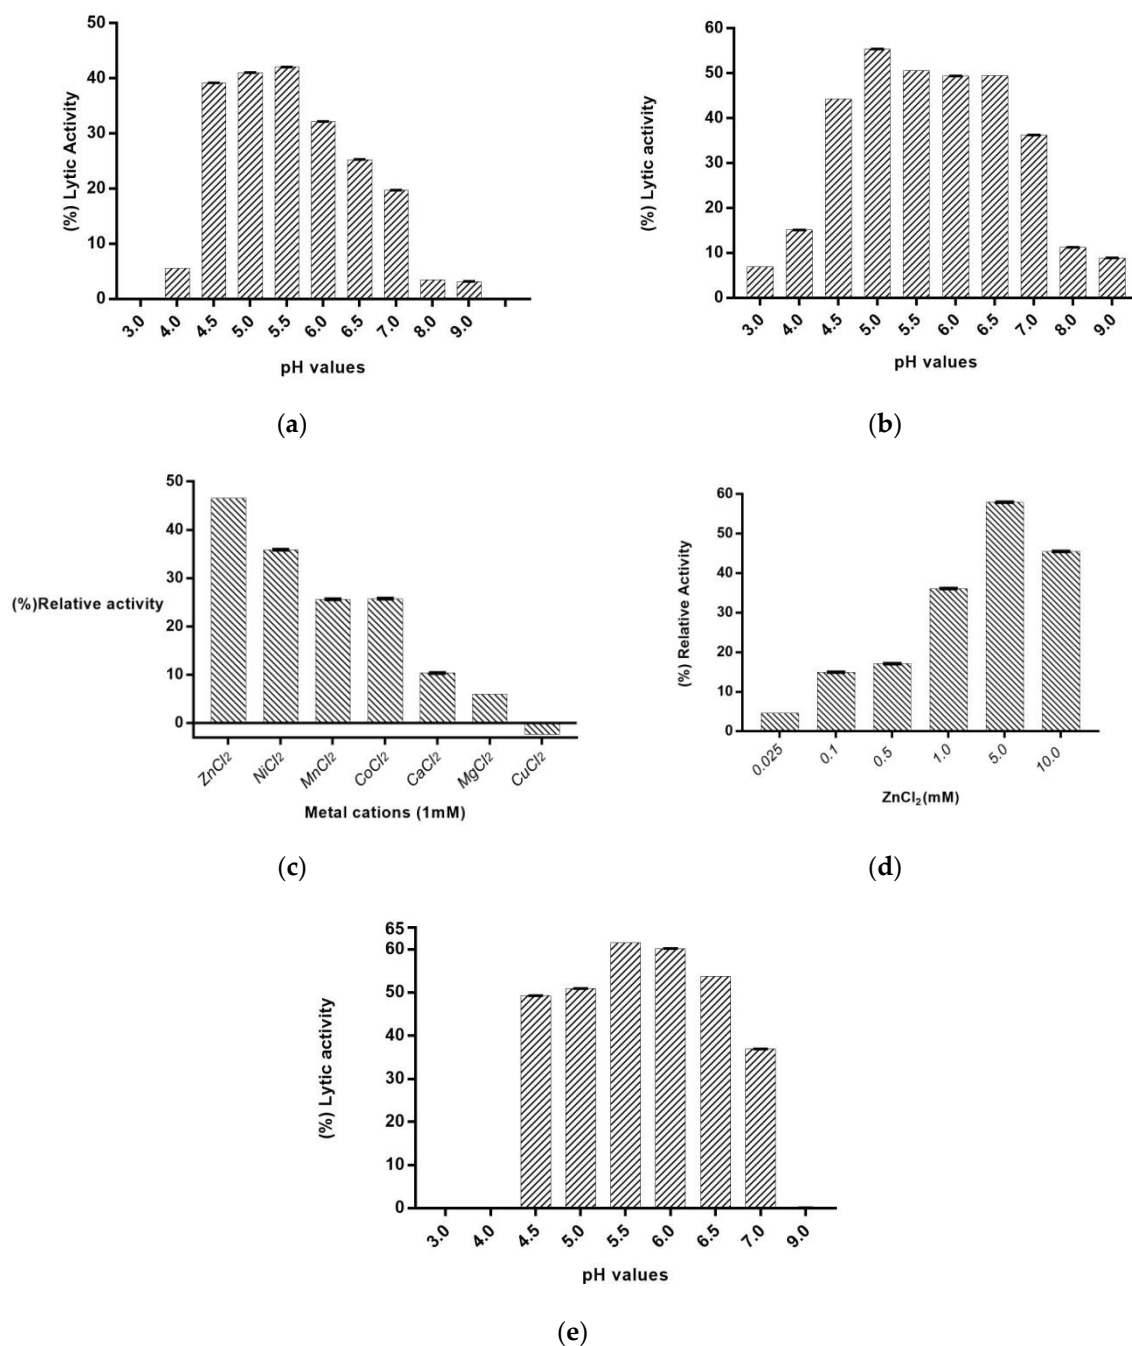 50
40
30
20
10
0
(%) Lytic Activity
3.0 4.0 4.5 5.0 5.5 6.0 6.5 7.0 8.0 9.0
pH values
(a)
60
50
40
30
20
10
0
(%) Lytic activity
3.0 4.0 4.5 5.0 5.5 6.0 6.5 7.0 8.0 9.0
pH values
(b)
50
40
30
20
10
0
(%)Relative activity
ZnCl2 NiCl2 MnCl2 CoCl2 CaCl2 MgCl2 CuCl2
Metal cations (1mM)
(c)
60
50
40
30
20
10
0
(%) Relative Activity
0.025 0.1 0.5 1.0 5.0 10.0
ZnCl2(mM)
(d)
65
60
50
40
30
20
10
0
(%) Lytic activity
3.0 4.0 4.5 5.0 5.5 6.0 6.5 7.0 9.0
pH values
(e)